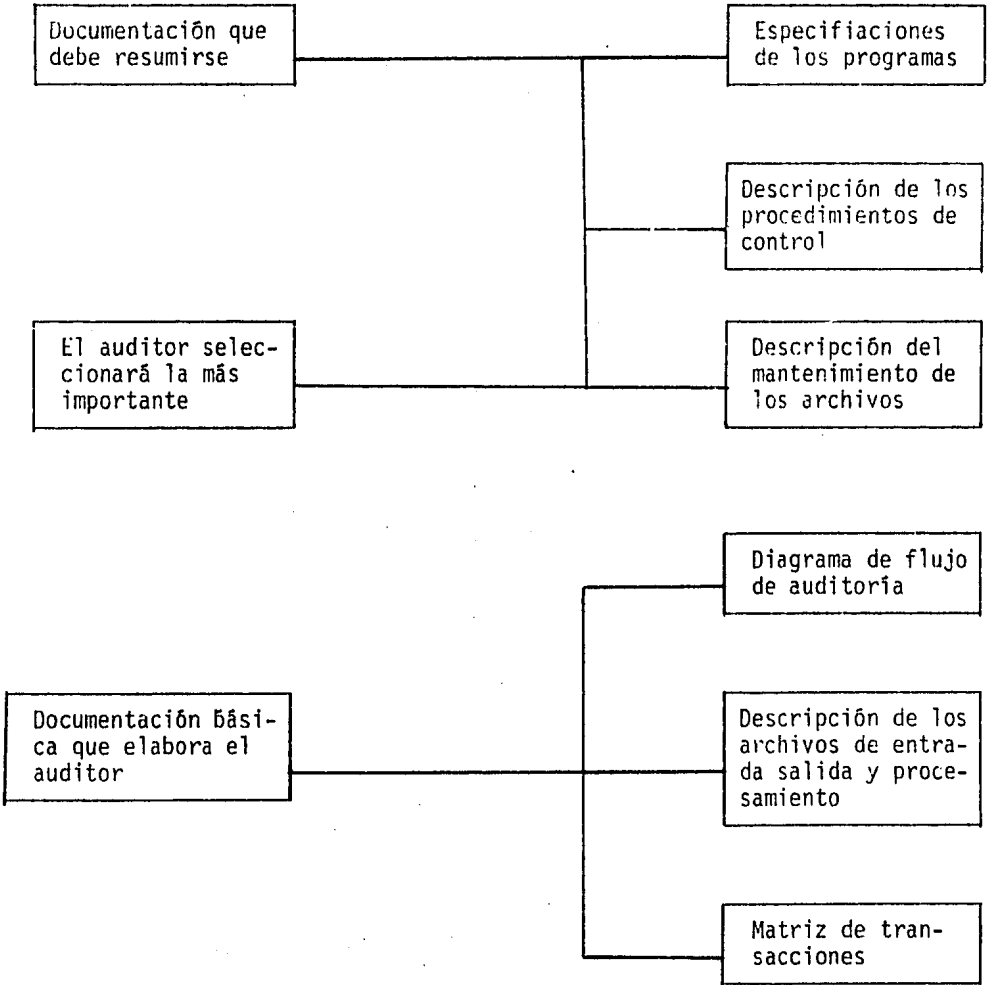 Documentación que
debe resumirse
Especifiaciones
de los programas
Descripción de los
procedimientos de
control
El auditor selec-
cionará la más
importante
Descripción del
mantenimiento de
los archivos
Diagrama de flujo
de auditoría
Documentación bási-
ca que elabora el
auditor
Descripción de los
archivos de entra-
da salida y proce-
samiento
Matriz de tran-
sacciones